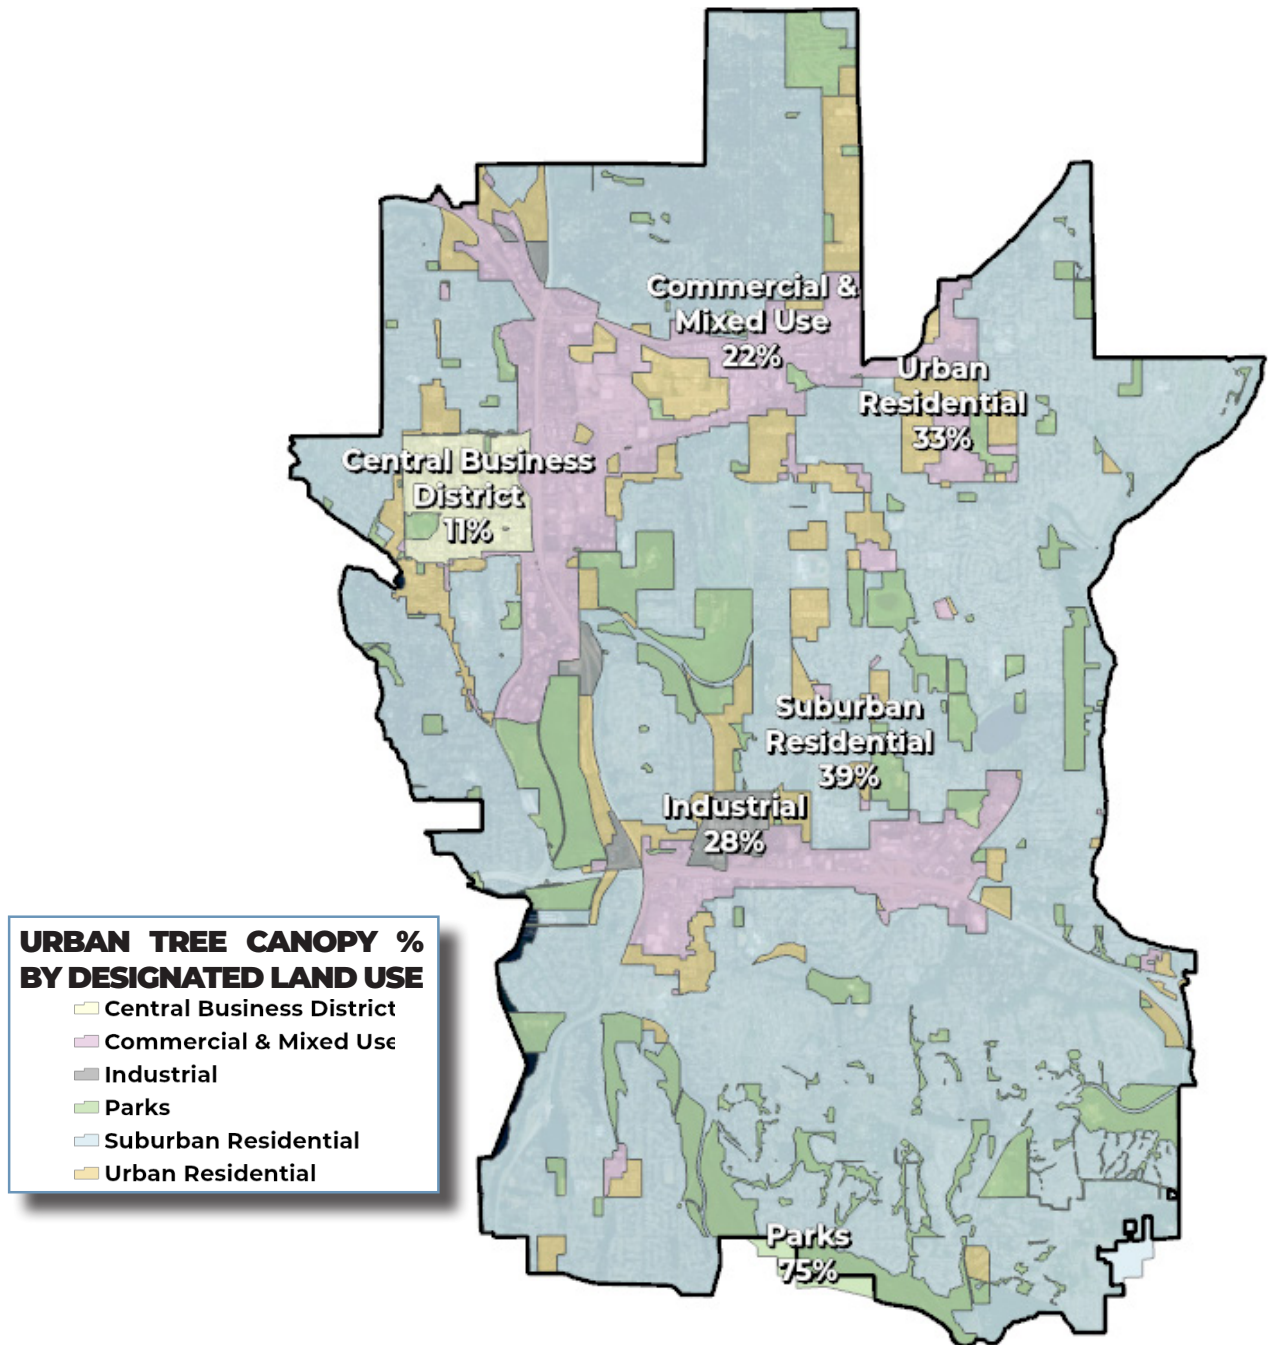 Commercial &
Mixed Use
22%
Urban
Residential
33%
Central Business
District
11%
Suburban
Residential
39%
Industrial
28%
URBAN TREE CANOPY %
BY DESIGNATED LAND USE
Central Business District
Commercial & Mixed Use
Industrial
Parks
Suburban Residential
Urban Residential
Parks
75%